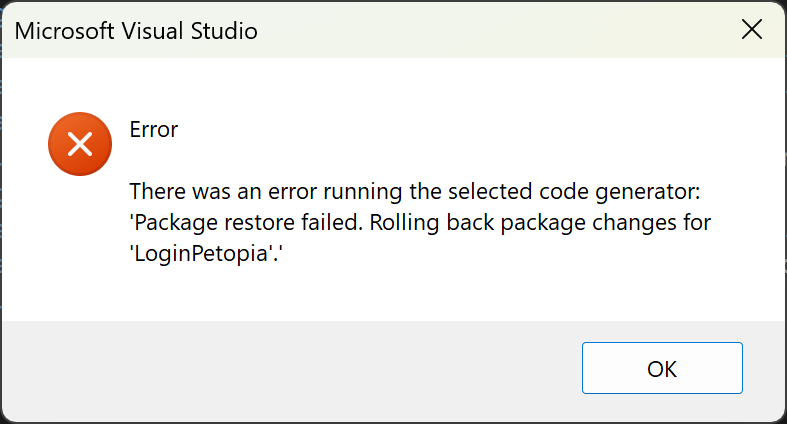 Microsoft Visual Studio
Error
There was an error running the selected code generator:
'Package restore failed. Rolling back package changes for
'LoginPetopia'.'
OK